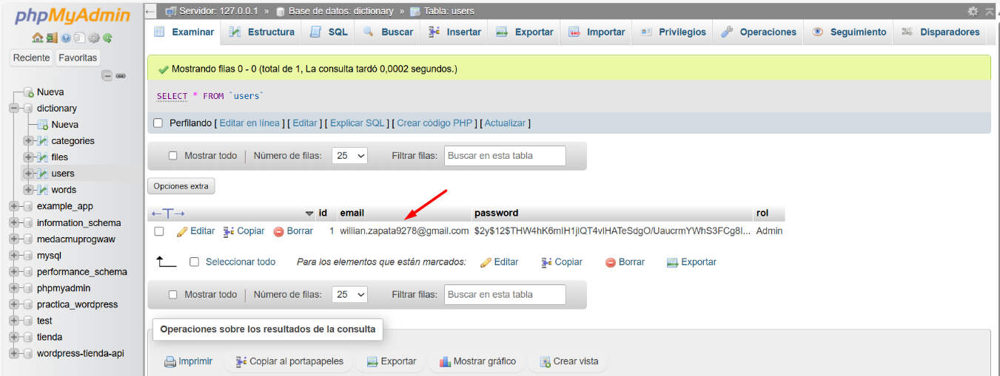 phpMyAdmin
Reciente Favoritas
Nueva
dictionary
Nueva
categories
files
users
words
example_app
information_schema
medacmuprogwaw
mysql
performance_schema
phpmyadmin
practica_wordpress
test
tienda
wordpress-tienda-api
Servidor: 127.0.0.1 » Base de datos: dictionary » Tabla: users
Examinar Estructura SQL Buscar Insertar Exportar Importar Privilegios Operaciones Seguimiento Disparadores
Mostrando filas 0 - 0 (total de 1, La consulta tardó 0,0002 segundos.)
SELECT * FROM `users`
Perfilando [ Editar en línea ] [ Editar ] [ Explicar SQL ] [ Crear código PHP ] [ Actualizar ]
Mostrar todo Número de filas: 25 Filtrar filas: Buscar en esta tabla
Opciones extra
←T→ id email password rol
Editar Copiar Borrar 1 willian.zapata9278@gmail.com $2y$12$THW4hK6mIH1jlQT4vlHATeSdgO/UaucrmYWhS3FCg8l... Admin
Seleccionar todo Para los elementos que están marcados: Editar Copiar Borrar Exportar
Mostrar todo Número de filas: 25 Filtrar filas: Buscar en esta tabla
Operaciones sobre los resultados de la consulta
Imprimir Copiar al portapapeles Exportar Mostrar gráfico Crear vista